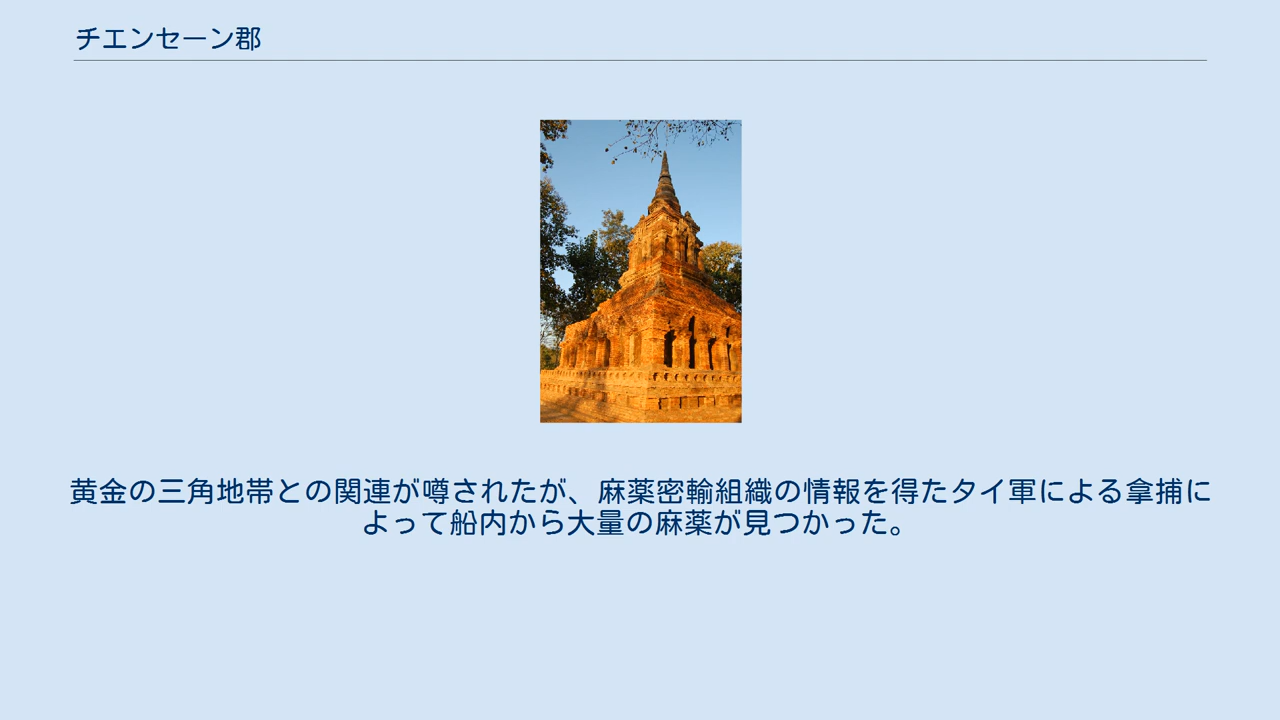 チエンセーン郡
黄金の三角地帯との関連が噂されたが、麻薬密輸組織の情報を得たタイ軍による拿捕に
よって船内から大量の麻薬が見つかった。